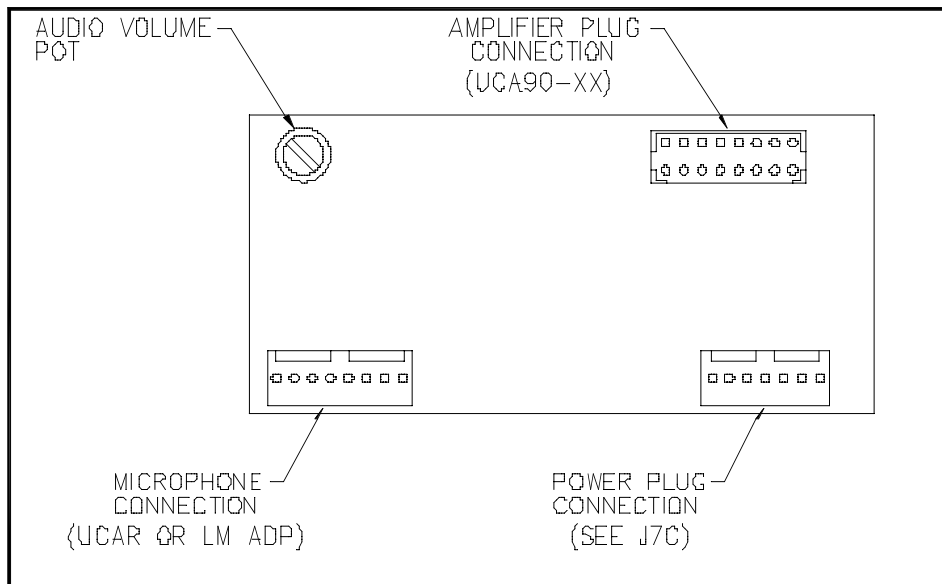 AUDIO VOLUME
POT
AMPLIFIER PLUG
CONNECTION
(UCA90-XX)
MICROPHONE
CONNECTION
(UCAR OR LM ADP)
POWER PLUG
CONNECTION
(SEE J7C)